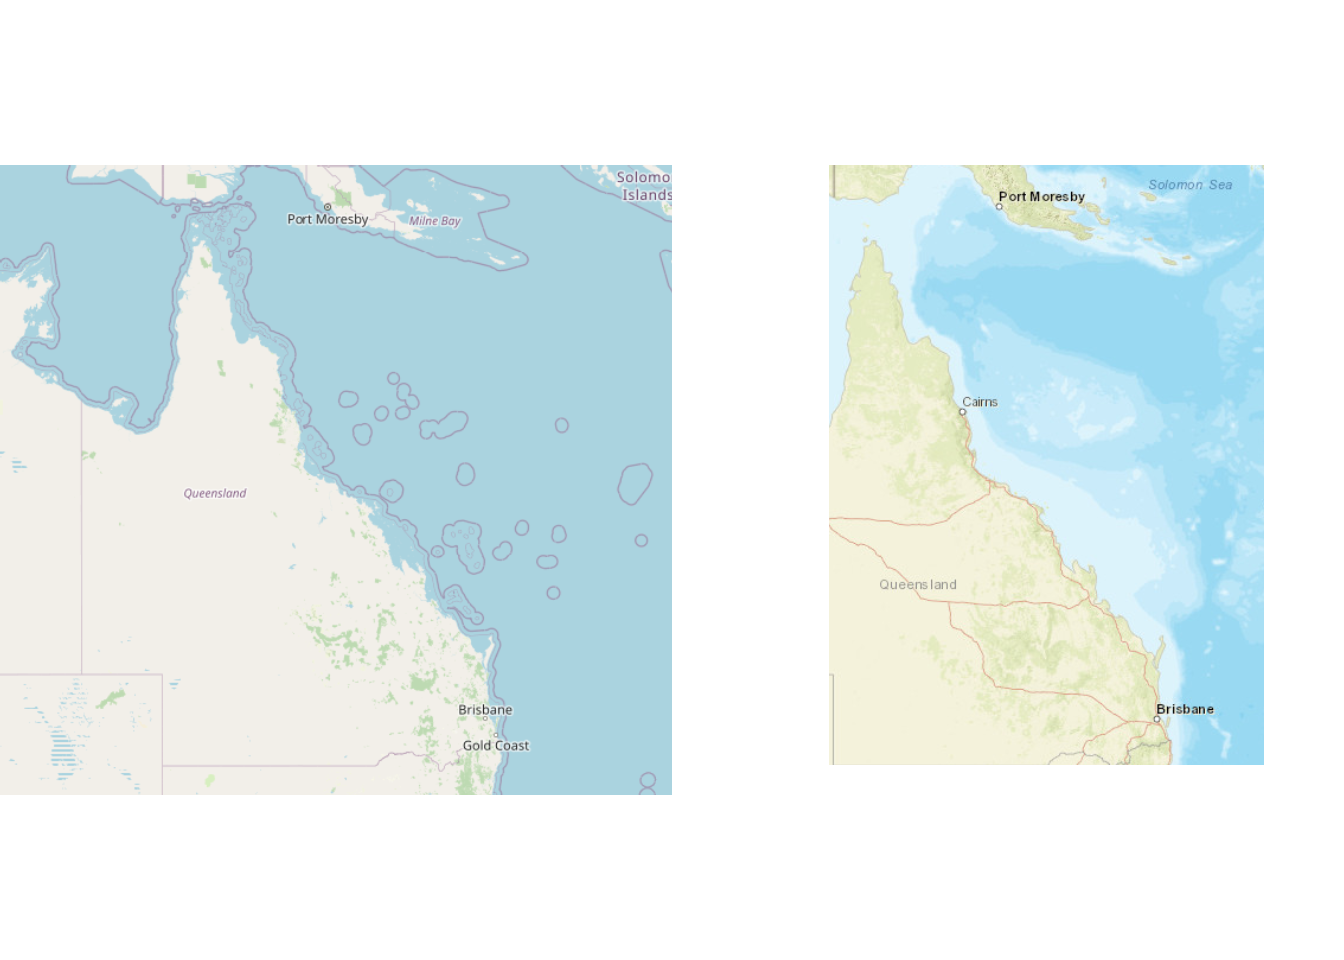 Solomo
Islands
Port Moresby
Milne Bay
Queensland
Brisbane
Gold Coast
Solomon Sea
Port Moresby
Cairns
Queensland
Brisbane